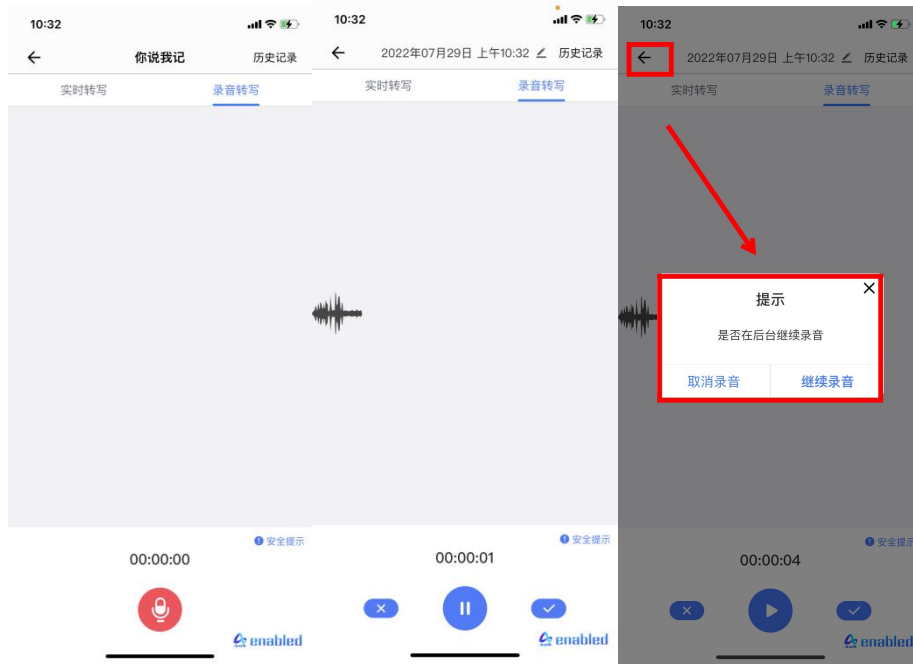 10:32
你说我记
历史记录
实时转写
录音转写
安全提示
00:00:00
enabled
10:32
2022年07月29日 上午10:32
历史记录
实时转写
录音转写
安全提示
00:00:01
enabled
10:32
2022年07月29日 上午10:32
历史记录
实时转写
录音转写
提示
是否在后台继续录音
取消录音
继续录音
安全提示
00:00:04
enabled